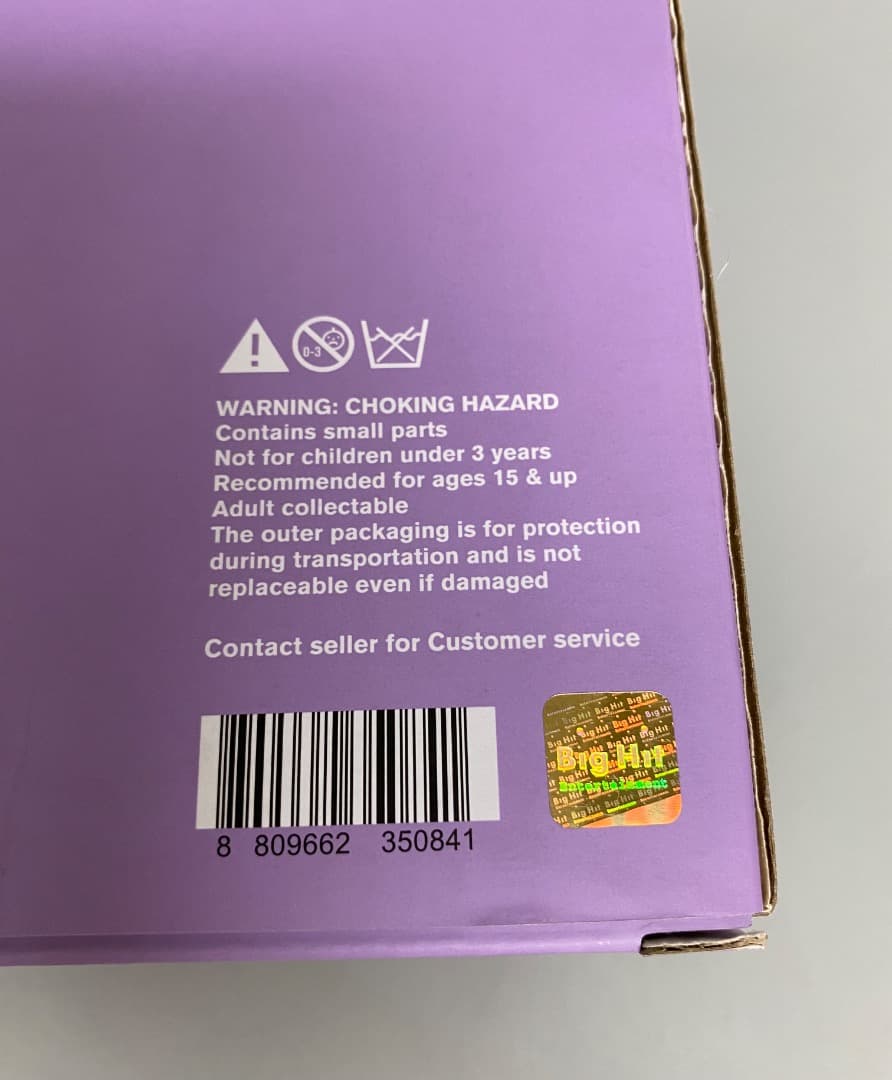 0-3
WARNING: CHOKING HAZARD
Contains small parts
Not for children under 3 years
Recommended for ages 15 & up
Adult collectable
The outer packaging is for protection
during transportation and is not
replaceable even if damaged
Contact seller for Customer service
Big Hit
Entertainment
8 809662 350841